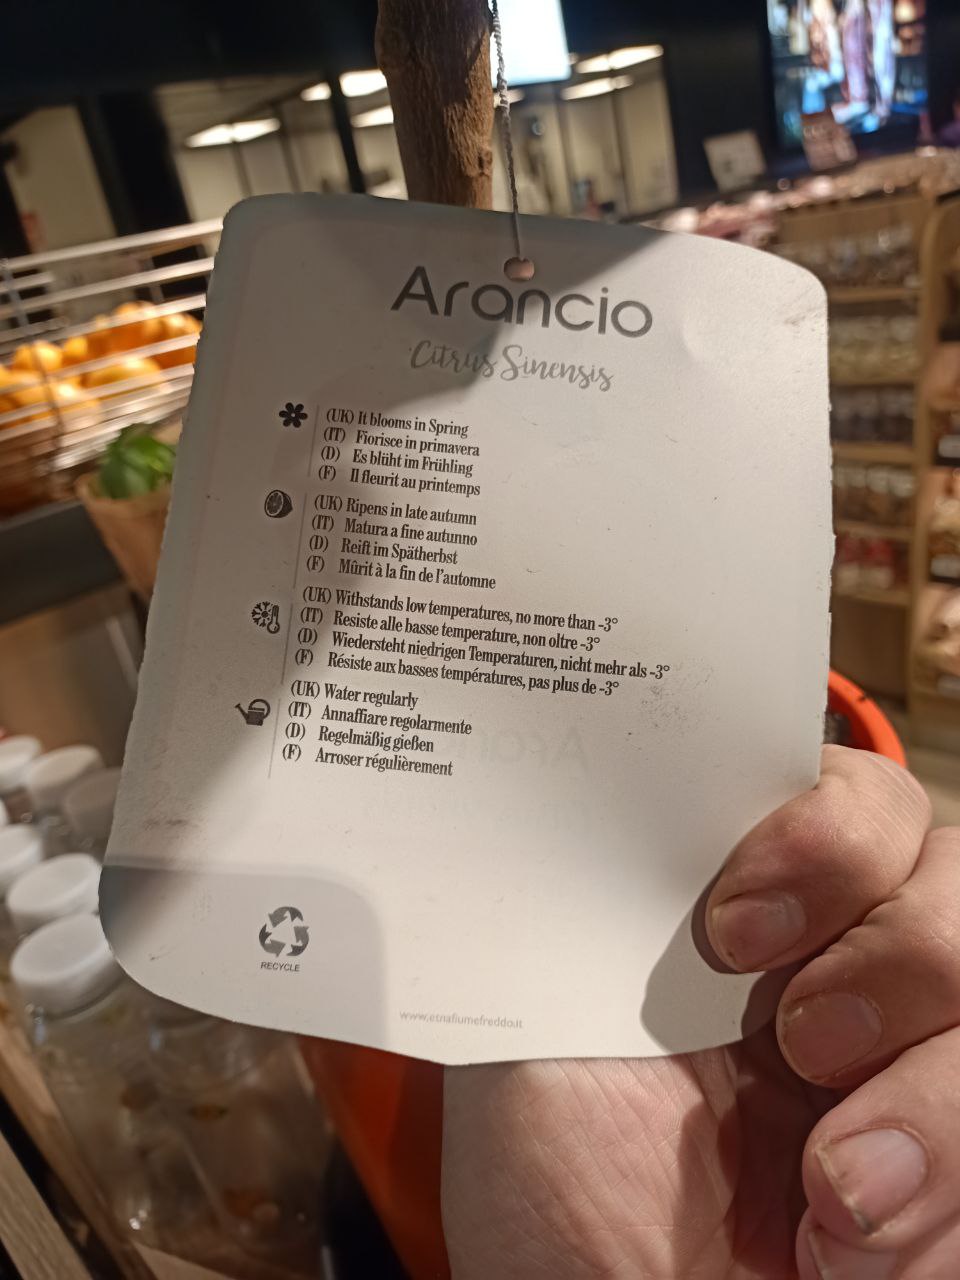 Arancio
Citrus Sinensis
(UK) It blooms in Spring
(IT) Fiorisce in primavera
(D) Es blüht im Frühling
(F) Il fleurit au printemps
(UK) Ripens in late autumn
(IT) Matura a fine autunno
(D) Reift im Spätherbst
(F) Mûrit à la fin de l'automne
(UK) Withstands low temperatures, no more than -3°
(IT) Resiste alle basse temperature, non oltre -3°
(D) Wiedersteht niedrigen Temperaturen, nicht mehr als -3°
(F) Résiste aux basses températures, pas plus de -3°
(UK) Water regularly
(IT) Annaffiare regolarmente
(D) Regelmäßig gießen
(F) Arroser régulièrement
RECYCLE
www.etnafiumefreddo.it